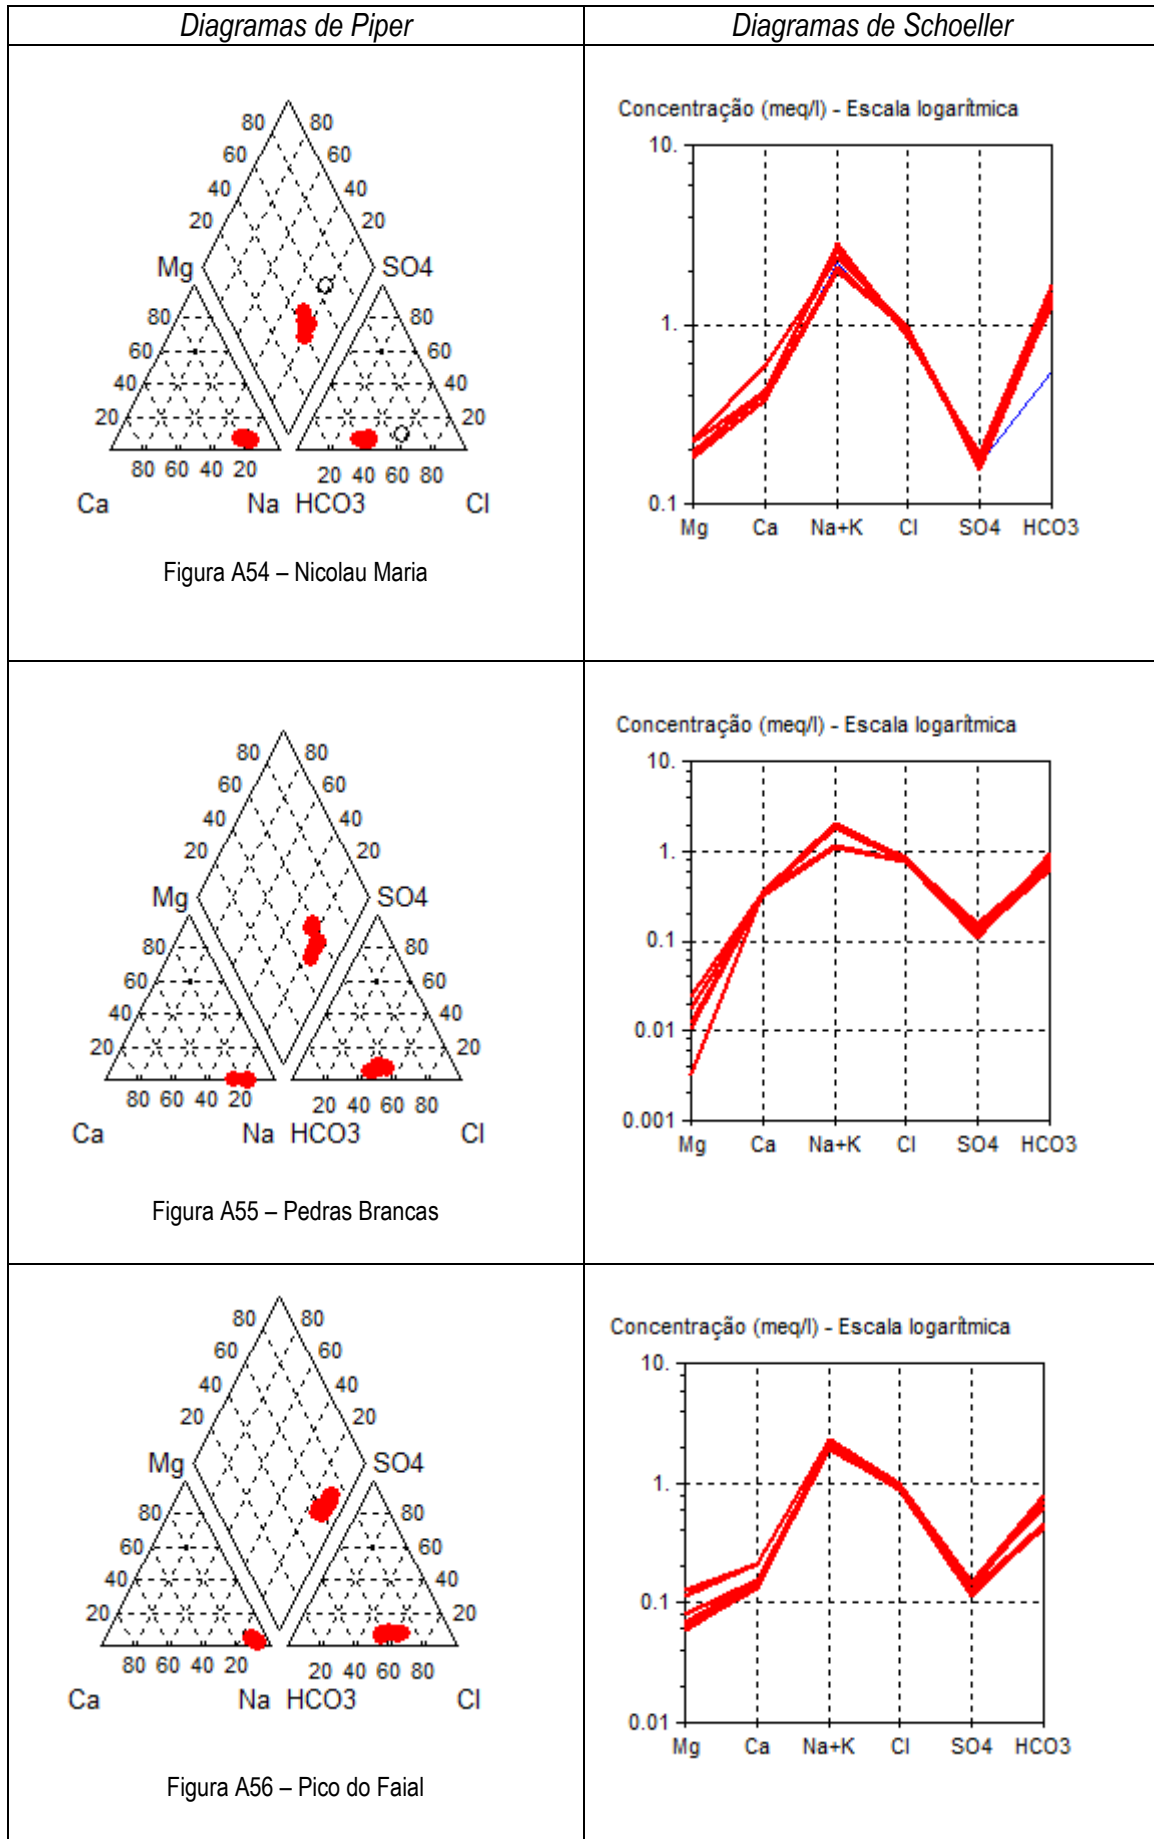 Diagramas de Piper
Diagramas de Schoeller
80 80
60 60
40 40
20 20
Mg SO4
80 80
60 60
40 40
20 20
80 60 40 20 20 40 60 80
Ca Na HCO3 Cl
Figura A54 – Nicolau Maria
Concentração (meq/l) - Escala logarítmica
10.
1.
0.1
Mg Ca Na+K Cl SO4 HCO3
80 80
60 60
40 40
20 20
Mg SO4
80 80
60 60
40 40
20 20
80 60 40 20 20 40 60 80
Ca Na HCO3 Cl
Figura A55 – Pedras Brancas
Concentração (meq/l) - Escala logarítmica
10.
1.
0.1
0.01
0.001
Mg Ca Na+K Cl SO4 HCO3
80 80
60 60
40 40
20 20
Mg SO4
80 80
60 60
40 40
20 20
80 60 40 20 20 40 60 80
Ca Na HCO3 Cl
Figura A56 – Pico do Faial
Concentração (meq/l) - Escala logarítmica
10.
1.
0.1
0.01
Mg Ca Na+K Cl SO4 HCO3